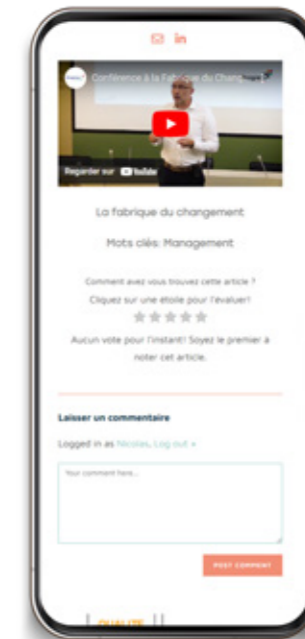 in
Conférence à la Fabrique du Chang...
Regarder sur YouTube
La fabrique du changement
Mots clés: Management
Comment avez vous trouvez cette article ?
Cliquez sur une étoile pour l'évaluer!
Aucun vote pour l'instant! Soyez le premier à
noter cet article.
Laisser un commentaire
Logged in as Nicolas. Log out »
Your comment here...
POST COMMENT
QUALITE